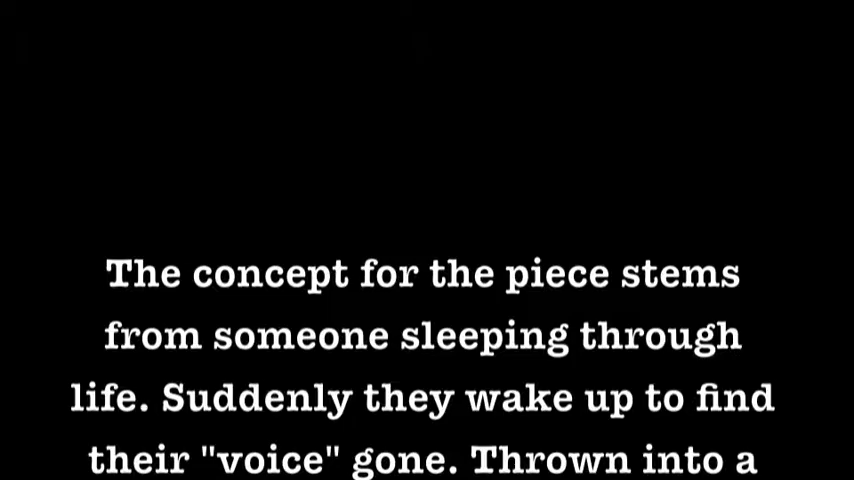 The concept for the piece stems
from someone sleeping through
life. Suddenly they wake up to find
their "voice" gone. Thrown into a